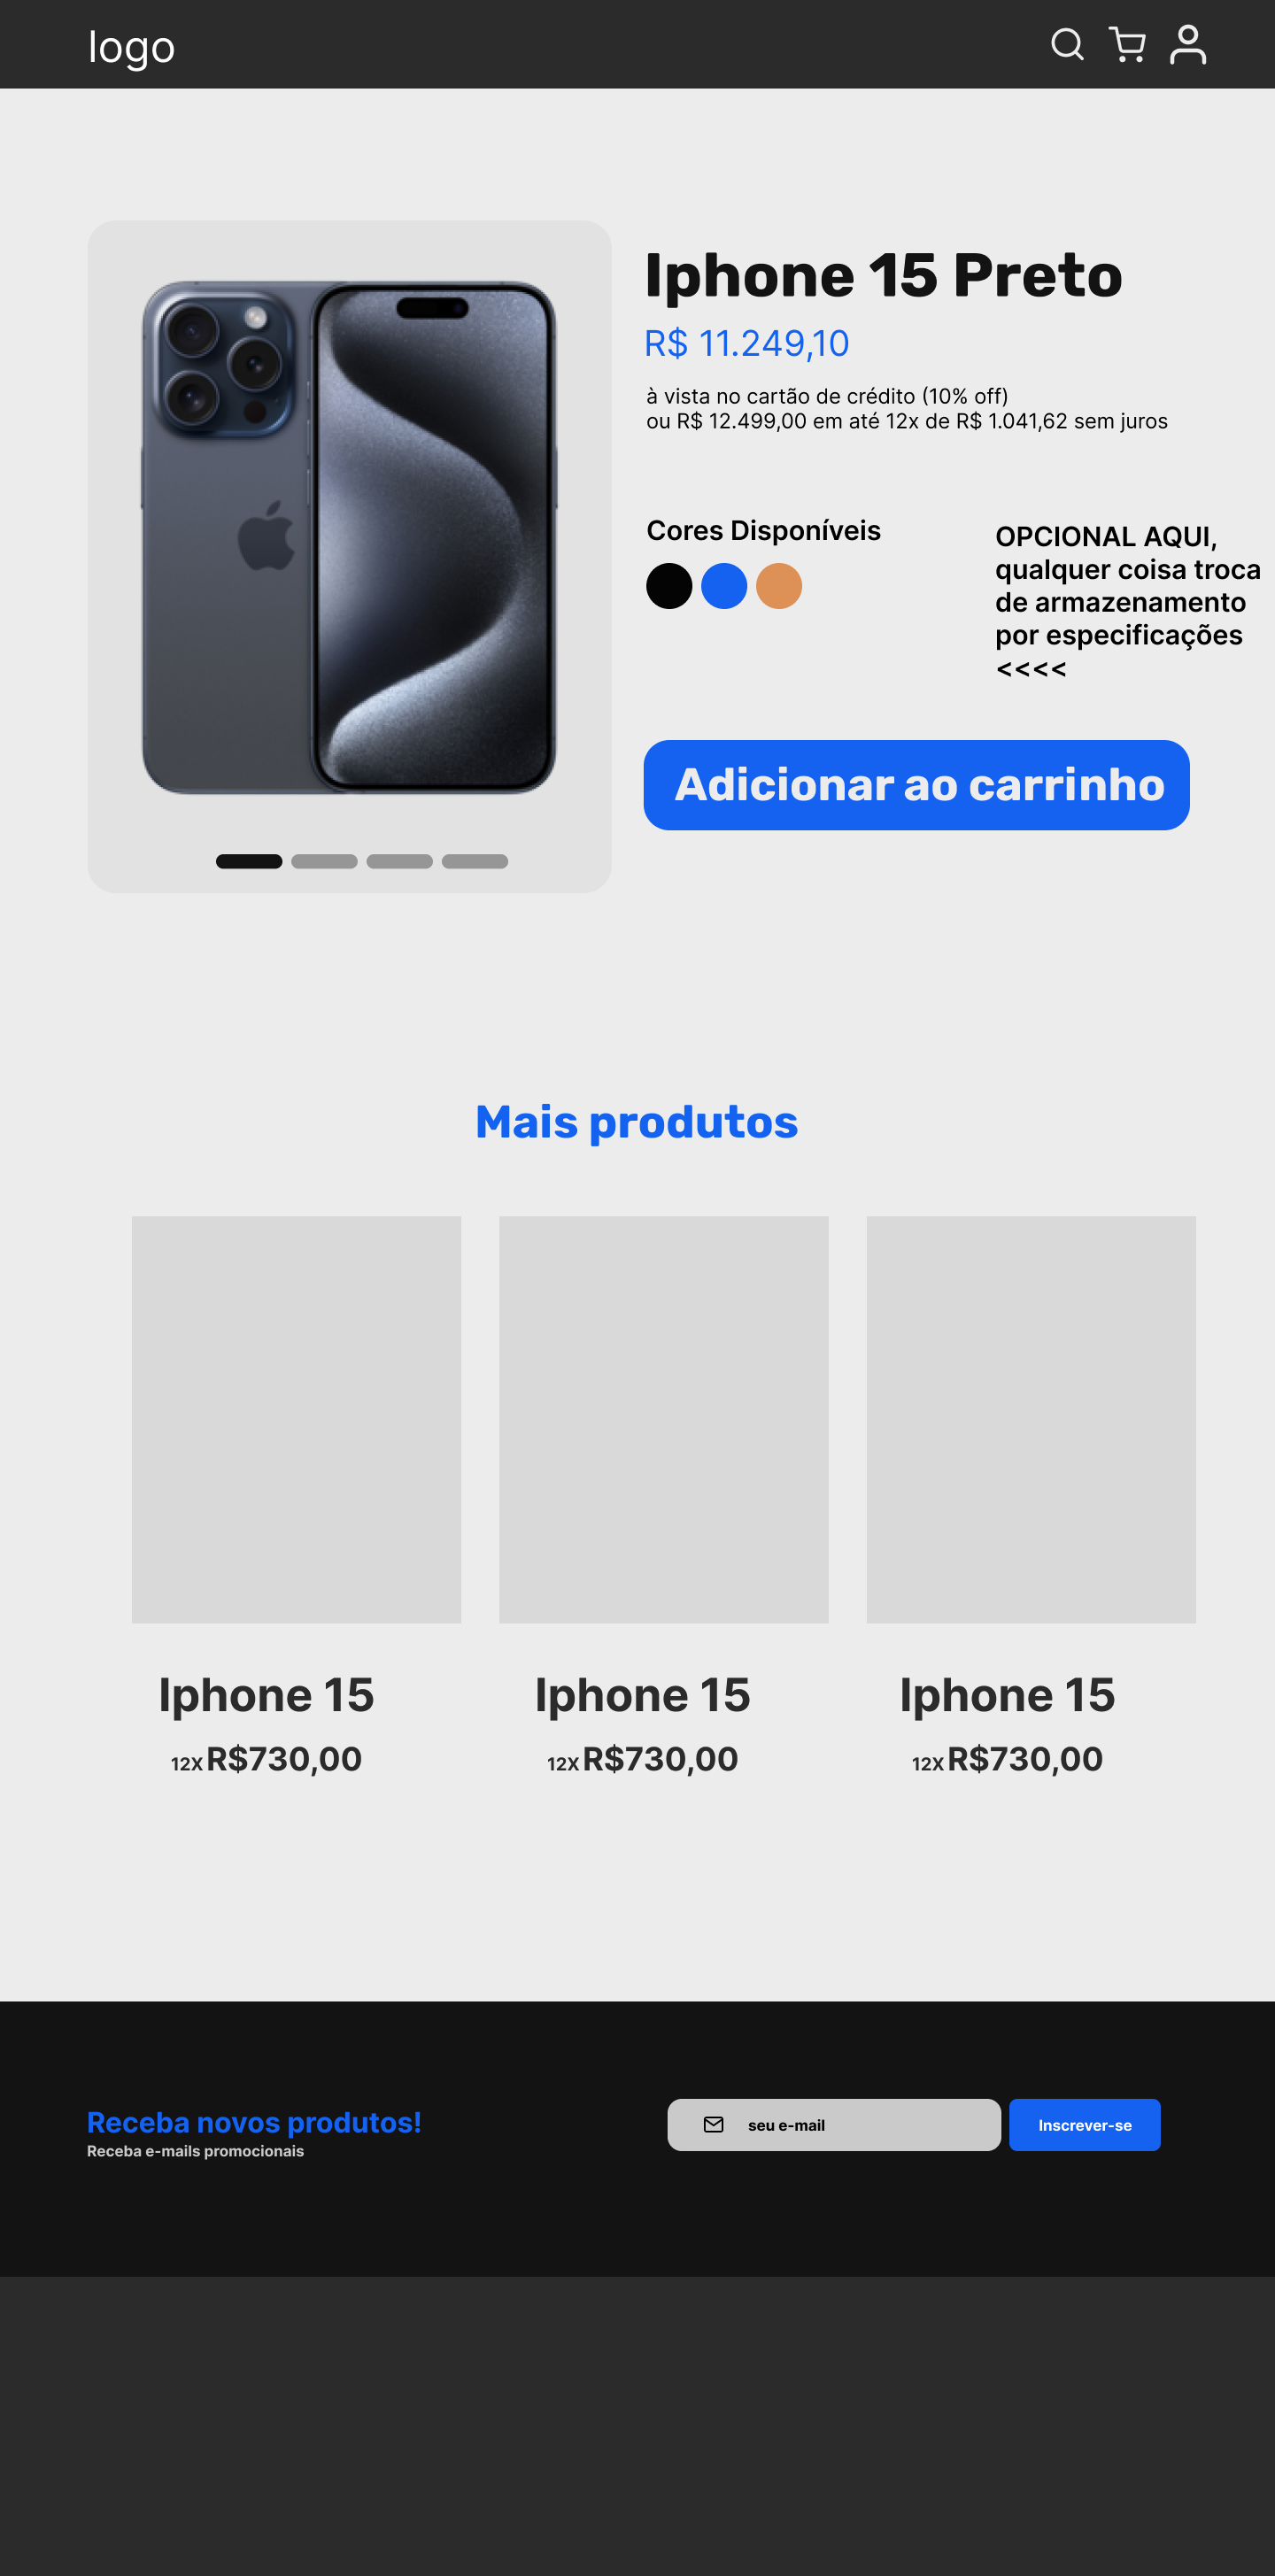 logo
Iphone 15 Preto
R$ 11.249,10
à vista no cartão de crédito (10% off)
ou R$ 12.499,00 em até 12x de R$ 1.041,62 sem juros
Cores Disponíveis
OPCIONAL AQUI,
qualquer coisa troca
de armazenamento
por especificações
<<<<
Adicionar ao carrinho
Mais produtos
Iphone 15
12X R$730,00
Iphone 15
12X R$730,00
Iphone 15
12X R$730,00
Receba novos produtos!
Receba e-mails promocionais
seu e-mail
Inscrever-se